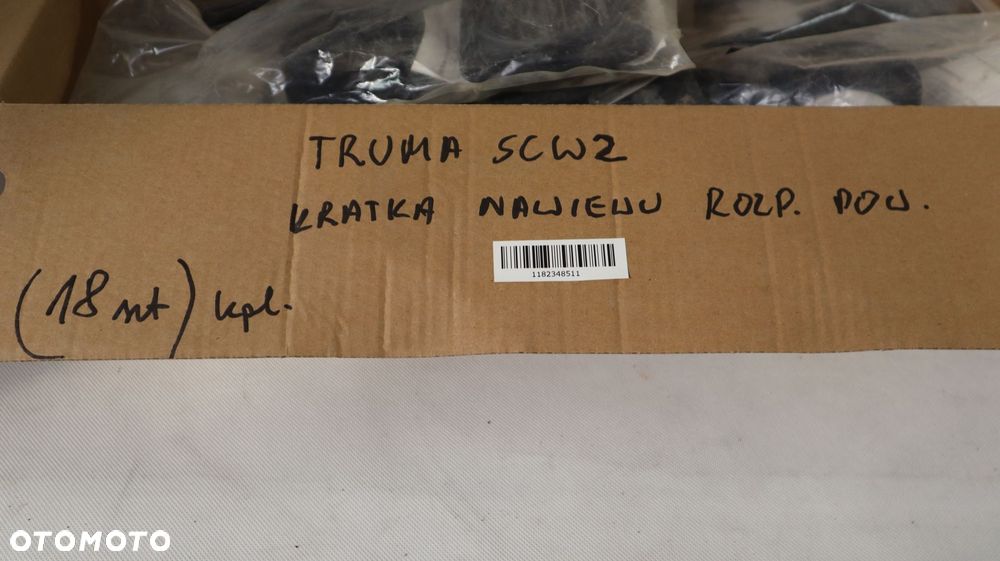 TRUMA SCW2
KRATKA NAWIEWU ROZP. POW.
1182348511
(18 szt) kpl.
OTOMOTO